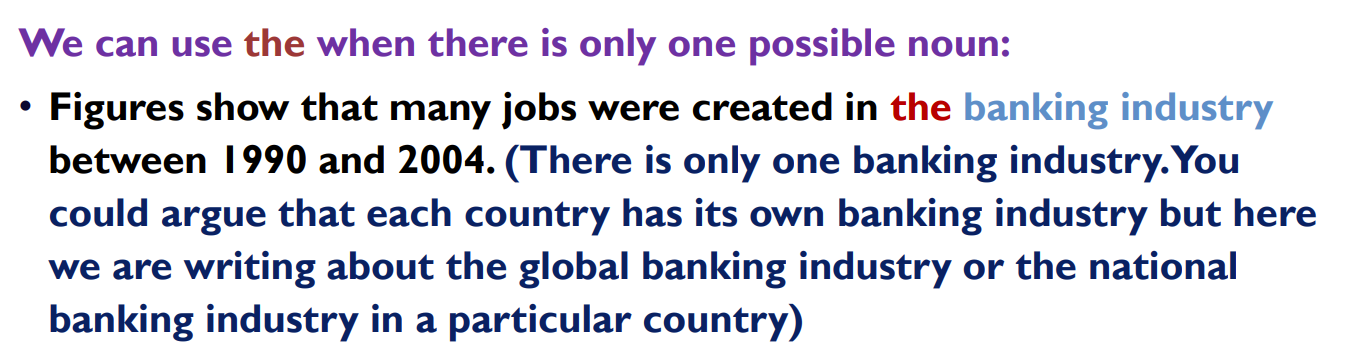 We can use the when there is only one possible noun:
• Figures show that many jobs were created in the banking industry
between 1990 and 2004. (There is only one banking industry. You
could argue that each country has its own banking industry but here
we are writing about the global banking industry or the national
banking industry in a particular country)